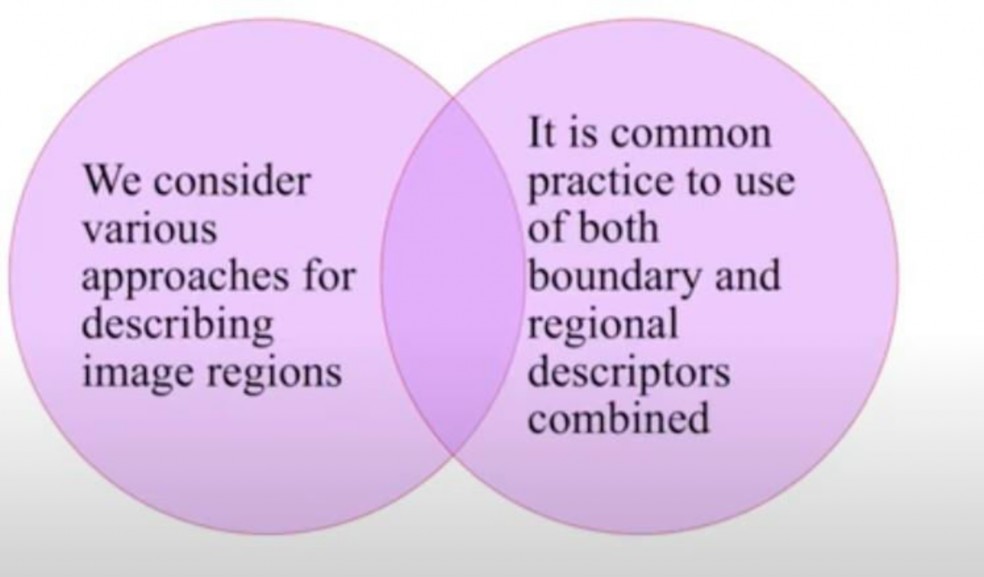 We consider
various
approaches for
describing
image regions
It is common
practice to use
of both
boundary and
regional
descriptors
combined